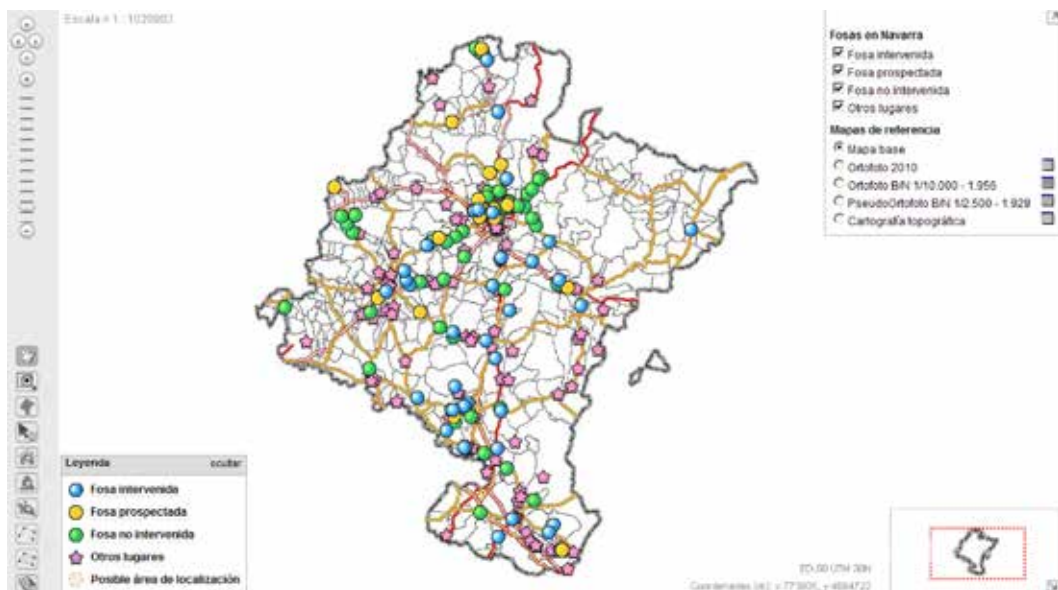 Escala = 1 :
Fosas en Navarra
Fosa intervenida
Fosa prospectada
Fosa no intervenida
Otros lugares
Mapas de referencia
Mapa base
Ortofoto 2010
Ortofoto B/N 1/10.000 - 1.956
PseudoOrtofoto B/N 1/2.500 - 1.929
Cartografía topográfica
Leyenda ocultar
Fosa intervenida
Fosa prospectada
Fosa no intervenida
Otros lugares
Posible área de localización
ED,50 UTM 30N